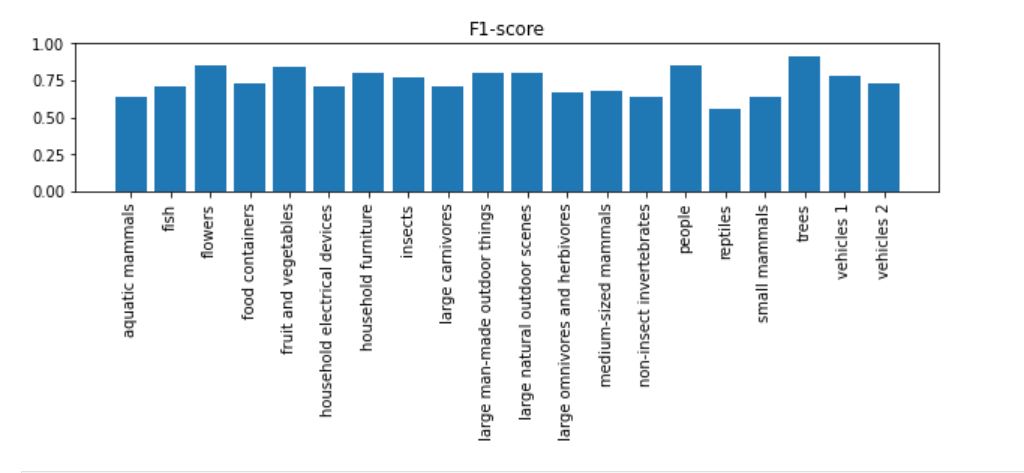 F1-score
1.00
0.75
0.50
0.25
0.00
aquatic mammals
fish
flowers
food containers
fruit and vegetables
household electrical devices
household furniture
insects
large carnivores
large man-made outdoor things
large natural outdoor scenes
large omnivores and herbivores
medium-sized mammals
non-insect invertebrates
people
reptiles
small mammals
trees
vehicles 1
vehicles 2